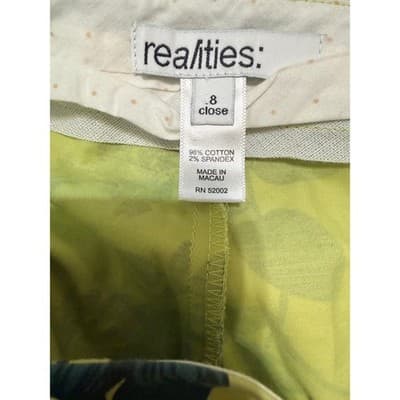 realities:
8
close
98% COTTON
2% SPANDEX
MADE IN
MACAU
RN 52002